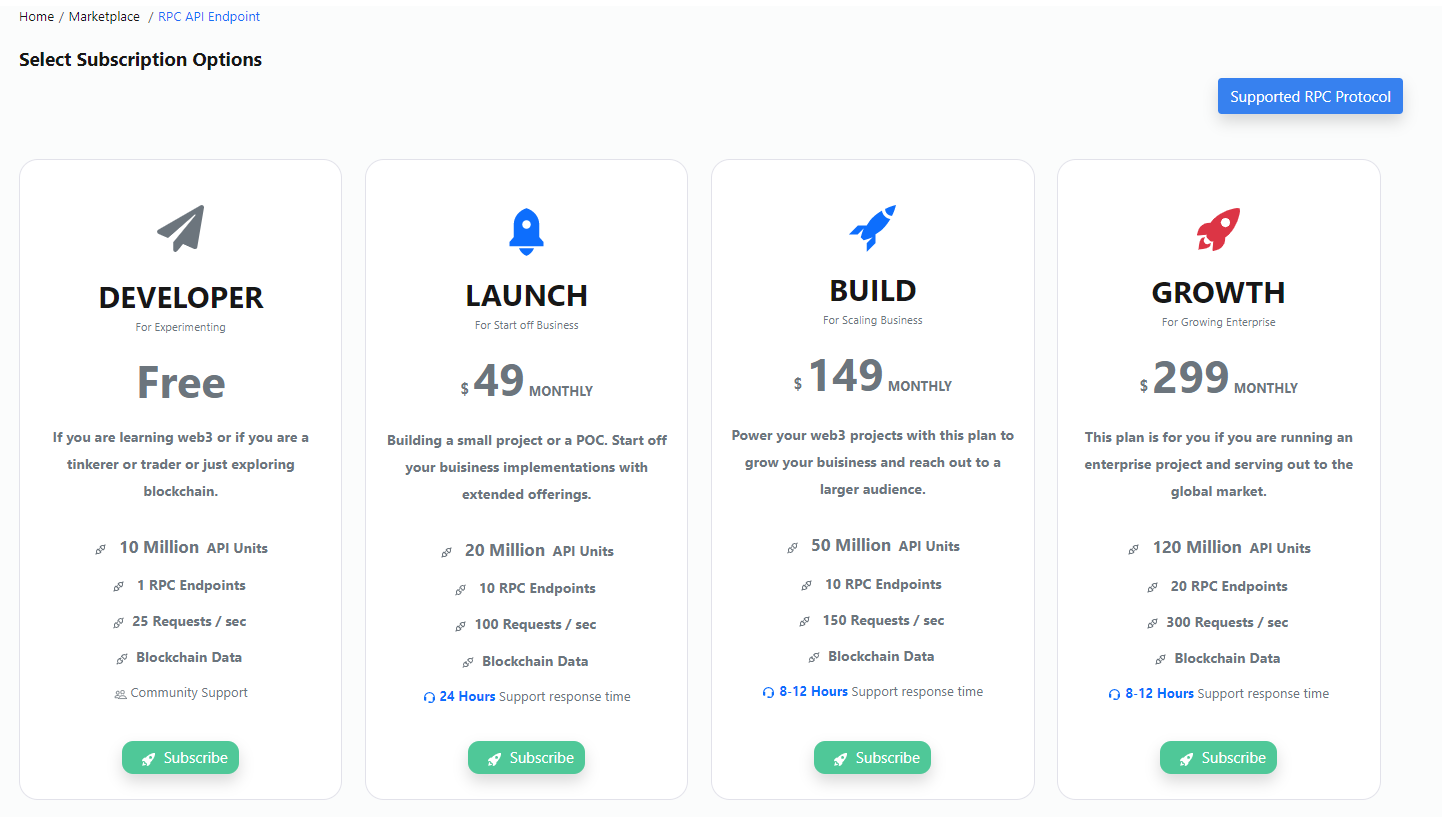 Home / Marketplace / RPC API Endpoint
Select Subscription Options
Supported RPC Protocol
DEVELOPER
For Experimenting
Free
If you are learning web3 or if you are a
tinkerer or trader or just exploring
blockchain.
10 Million API Units
1 RPC Endpoints
25 Requests / sec
Blockchain Data
Community Support
Subscribe
LAUNCH
For Start off Business
$ 49 MONTHLY
Building a small project or a POC. Start off
your buisiness implementations with
extended offerings.
20 Million API Units
10 RPC Endpoints
100 Requests / sec
Blockchain Data
24 Hours Support response time
Subscribe
BUILD
For Scaling Business
$ 149 MONTHLY
Power your web3 projects with this plan to
grow your buisiness and reach out to a
larger audience.
50 Million API Units
10 RPC Endpoints
150 Requests / sec
Blockchain Data
8-12 Hours Support response time
Subscribe
GROWTH
For Growing Enterprise
$ 299 MONTHLY
This plan is for you if you are running an
enterprise project and serving out to the
global market.
120 Million API Units
20 RPC Endpoints
300 Requests / sec
Blockchain Data
8-12 Hours Support response time
Subscribe